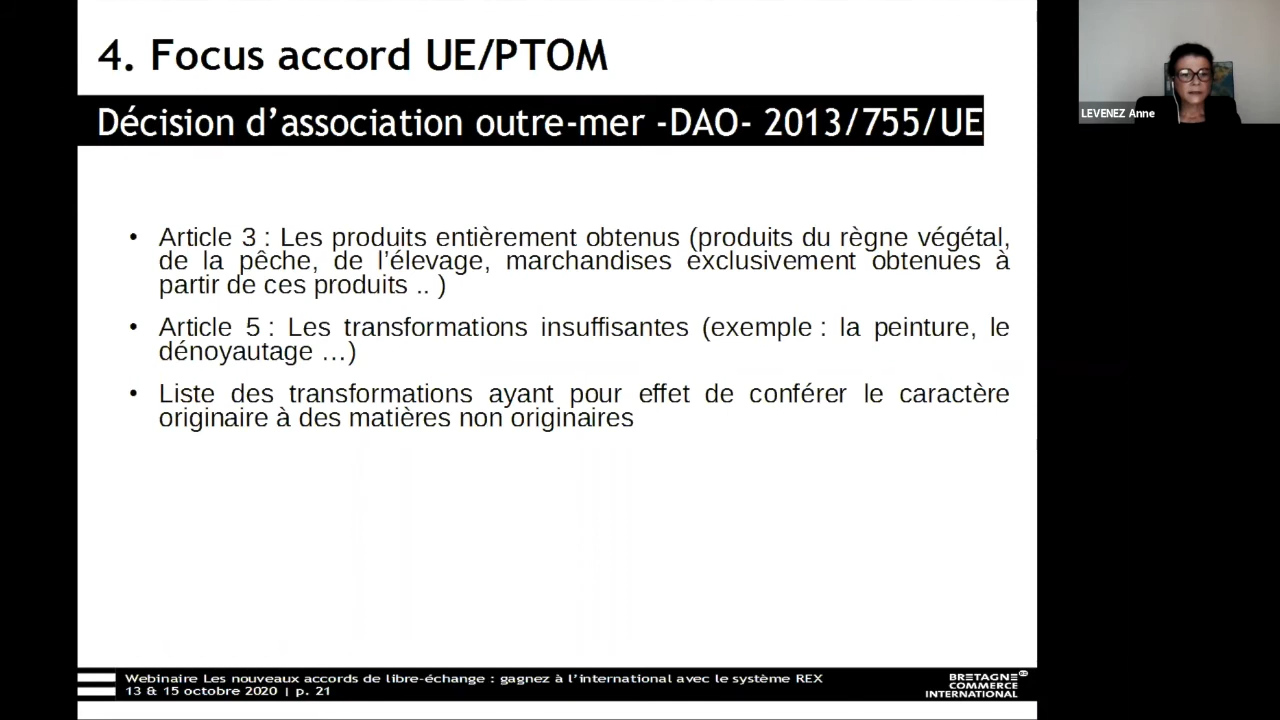 4. Focus accord UE/PTOM
Décision d’association outre-mer -DAO- 2013/755/UE
LEVENEZ Anne
• Article 3 : Les produits entièrement obtenus (produits du règne végétal,
de la pêche, de l’élevage, marchandises exclusivement obtenues à
partir de ces produits .. )
• Article 5 : Les transformations insuffisantes (exemple : la peinture, le
dénoyautage …)
• Liste des transformations ayant pour effet de conférer le caractère
originaire à des matières non originaires
Webinaire Les nouveaux accords de libre-échange : gagnez à l’international avec le système REX
13 & 15 octobre 2020 | p. 21
BRETAGNE
COMMERCE
INTERNATIONAL